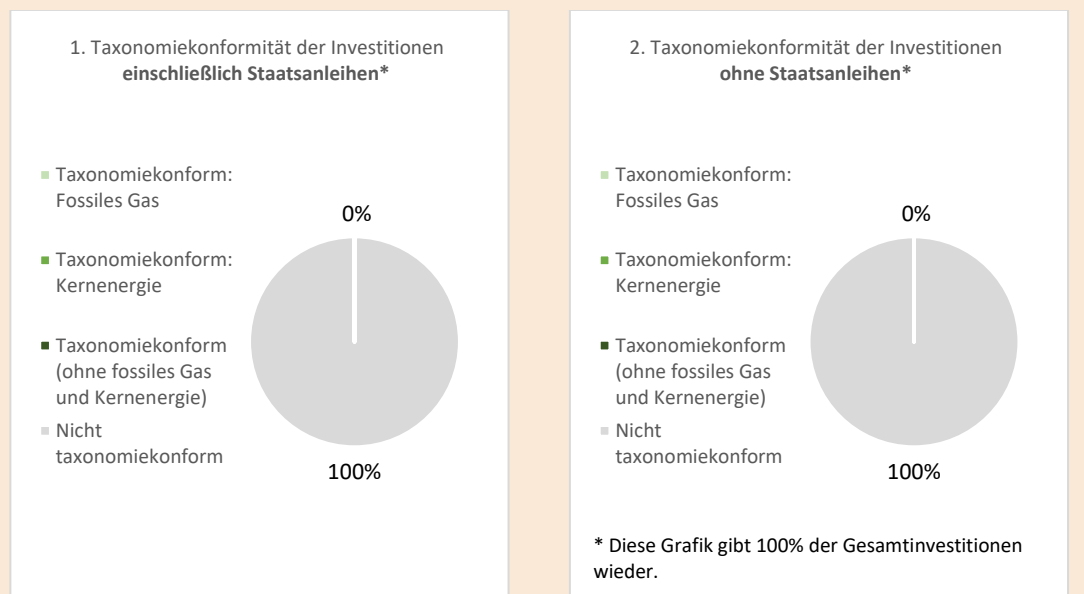 1. Taxonomiekonformität der Investitionen
einschließlich Staatsanleihen*
Taxonomiekonform:
Fossiles Gas
Taxonomiekonform:
Kernenergie
Taxonomiekonform
(ohne fossiles Gas
und Kernenergie)
Nicht
taxonomiekonform
0%
100%
2. Taxonomiekonformität der Investitionen
ohne Staatsanleihen*
Taxonomiekonform:
Fossiles Gas
Taxonomiekonform:
Kernenergie
Taxonomiekonform
(ohne fossiles Gas
und Kernenergie)
Nicht
taxonomiekonform
0%
100%
* Diese Grafik gibt 100% der Gesamtinvestitionen
wieder.